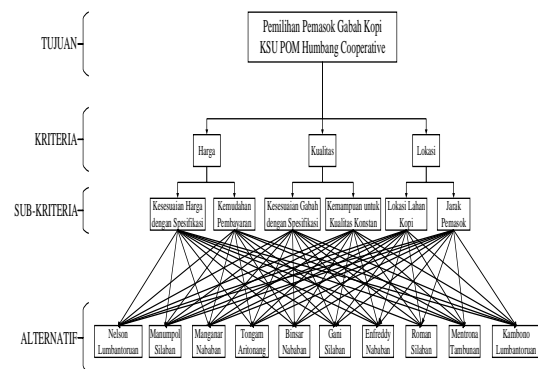 TUJUAN
Pemilihan Pemasok Gabah Kopi
KSU POM Humbang Cooperative
KRITERIA
Harga
Kualitas
Lokasi
SUB-KRITERIA
Kesesuaian Harga
dengan Spesifikasi
Kemudahan
Pembayaran
Kesesuaian Gabah
dengan Spesifikasi
Kemampuan untuk
Kualitas Konstan
Lokasi Lahan
Kopi
Jarak
Pemasok
ALTERNATIF
Nelson
Lumbantoruan
Manumpol
Silaban
Manganar
Nababan
Tongam
Aritonang
Binsar
Nababan
Gani
Silaban
Enfreddy
Nababan
Roman
Silaban
Mentrona
Tambunan
Kambono
Lumbantoruan